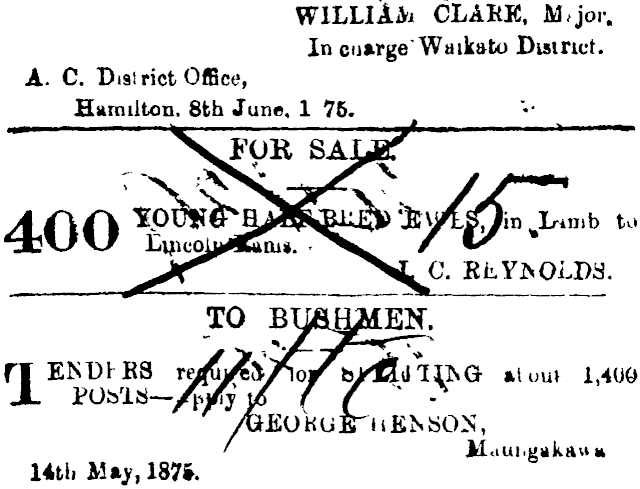 WILLIAM CLARE, Major.
In charge Waikato District.
A. C. District Office,
Hamilton, 8th June, 1 75.
FOR SALE.
400 YOUNG HALF-BRED EWES, in Lamb to
Lincoln Rams.
C. REYNOLDS.
TO BUSHMEN.
TENDERS required for SPLITTING about 1,400
POSTS—Apply to
GEORGE HENSON,
Maungakawa
14th May, 1875.
15